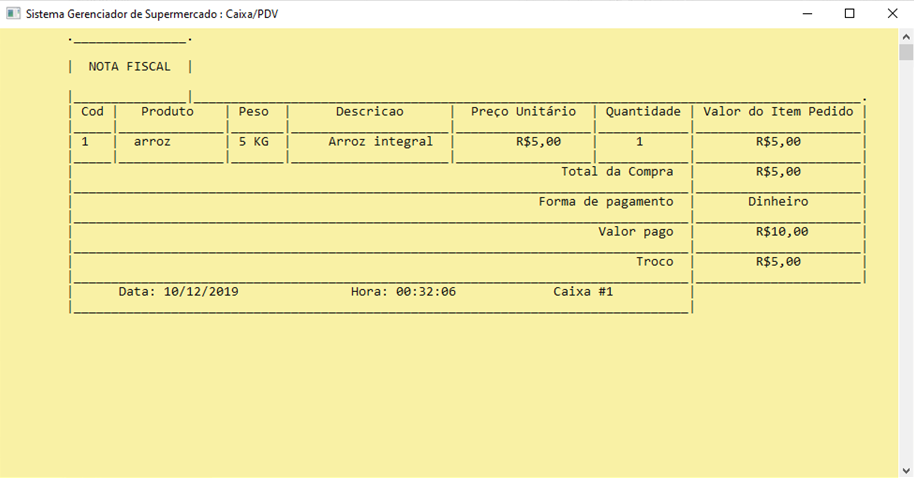 Sistema Gerenciador de Supermercado : Caixa/PDV
NOTA FISCAL
Cod | Produto | Peso | Descricao | Preço Unitário | Quantidade | Valor do Item Pedido
1 | arroz | 5 KG | Arroz integral | R$5,00 | 1 | R$5,00
Total da Compra | R$5,00
Forma de pagamento | Dinheiro
Valor pago | R$10,00
Troco | R$5,00
Data: 10/12/2019 Hora: 00:32:06 Caixa #1